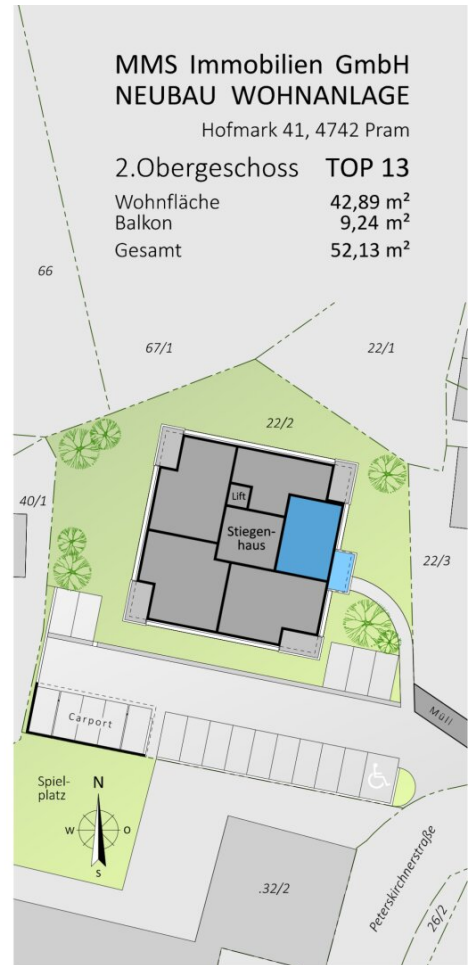 MMS Immobilien GmbH
NEUBAU WOHNANLAGE
Hofmark 41, 4742 Pram
2.Obergeschoss TOP 13
Wohnfläche 42,89 m²
Balkon 9,24 m²
Gesamt 52,13 m²
66
67/1
22/1
22/2
40/1
Lift
Stiegen-
haus
22/3
Müll
Carport
Spiel-
platz
N
W
O
S
.32/2
Peterskirchnerstraße
26/2